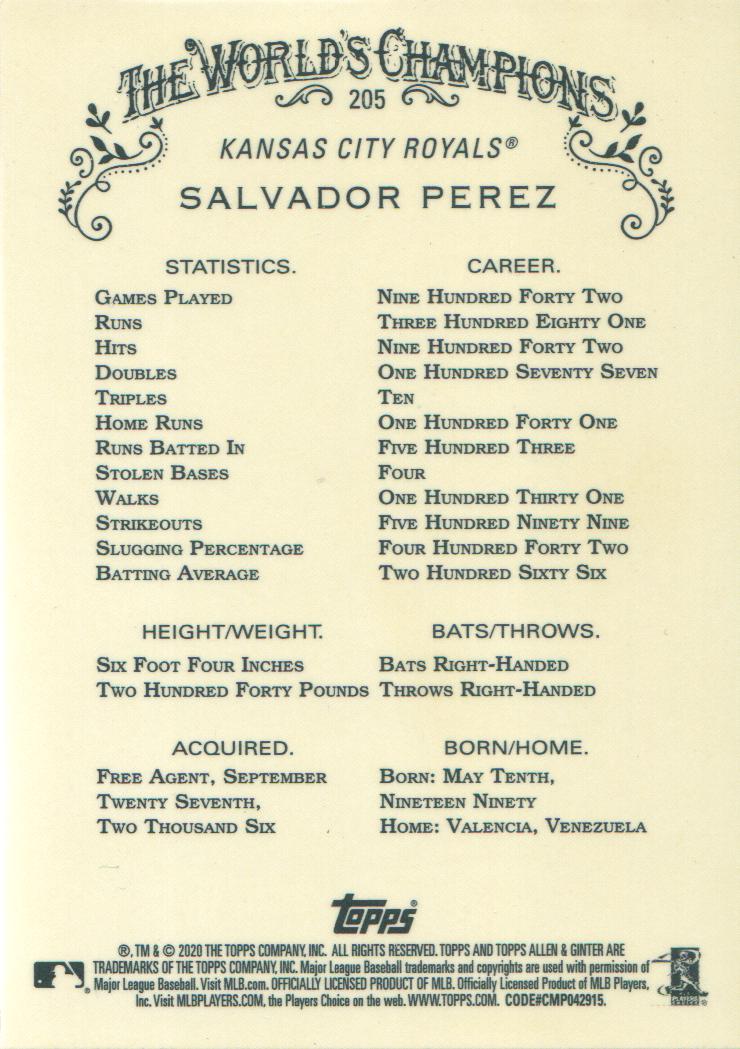 THE WORLD'S CHAMPIONS
205
KANSAS CITY ROYALS®
SALVADOR PEREZ
STATISTICS. CAREER.
GAMES PLAYED NINE HUNDRED FORTY TWO
RUNS THREE HUNDRED EIGHTY ONE
HITS NINE HUNDRED FORTY TWO
DOUBLES ONE HUNDRED SEVENTY SEVEN
TRIPLES TEN
HOME RUNS ONE HUNDRED FORTY ONE
RUNS BATTED IN FIVE HUNDRED THREE
STOLEN BASES FOUR
WALKS ONE HUNDRED THIRTY ONE
STRIKEOUTS FIVE HUNDRED NINETY NINE
SLUGGING PERCENTAGE FOUR HUNDRED FORTY TWO
BATTING AVERAGE TWO HUNDRED SIXTY SIX
HEIGHT/WEIGHT. BATS/THROWS.
SIX FOOT FOUR INCHES BATS RIGHT-HANDED
TWO HUNDRED FORTY POUNDS THROWS RIGHT-HANDED
ACQUIRED. BORN/HOME.
FREE AGENT, SEPTEMBER BORN: MAY TENTH,
TWENTY SEVENTH, NINETEEN NINETY
TWO THOUSAND SIX HOME: VALENCIA, VENEZUELA
TOPPS®
®, TM & © 2020 THE TOPPS COMPANY, INC. ALL RIGHTS RESERVED. TOPPS AND TOPPS ALLEN & GINTER ARE
TRADEMARKS OF THE TOPPS COMPANY, INC. Major League Baseball trademarks and copyrights are used with permission of
Major League Baseball. Visit MLB.com. OFFICIALLY LICENSED PRODUCT OF MLB. Officially Licensed Product of MLB Players,
Inc. Visit MLBPLAYERS.COM, the Players Choice on the web. WWW.TOPPS.COM. CODE#CMP042915.